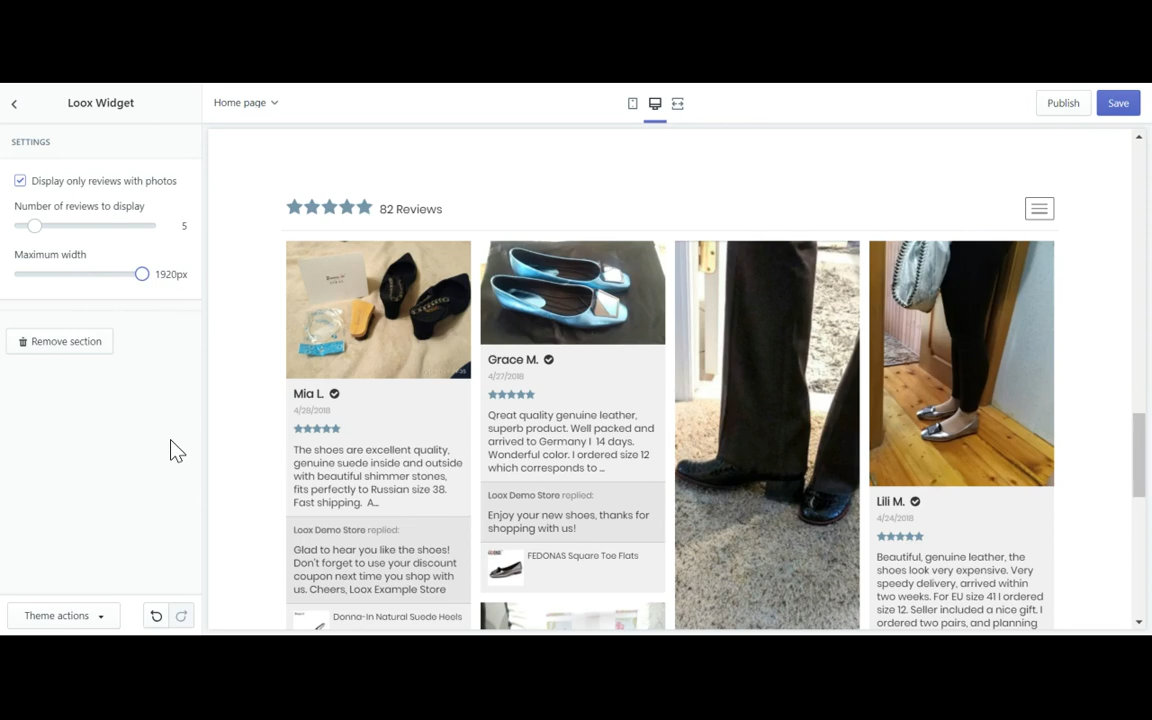 Loox Widget
Home page
Publish
Save
SETTINGS
Display only reviews with photos
Number of reviews to display
5
Maximum width
1920px
Remove section
Theme actions
82 Reviews
Mia L.
4/28/2018
The shoes are excellent quality,
genuine suede inside and outside
with beautiful shimmer stones,
fits perfectly to Russian size 38.
Fast shipping. A...
Loox Demo Store replied:
Glad to hear you like the shoes!
Don't forget to use your discount
coupon next time you shop with
us. Cheers, Loox Example Store
Donna-In Natural Suede Heels
Grace M.
4/27/2018
Qreat quality genuine leather,
superb product. Well packed and
arrived to Germany I 14 days.
Wonderful color. I ordered size 12
which corresponds to ...
Loox Demo Store replied:
Enjoy your new shoes, thanks for
shopping with us!
FEDONAS Square Toe Flats
Lili M.
4/24/2018
Beautiful, genuine leather, the
shoes look very expensive. Very
speedy delivery, arrived within
two weeks. For EU size 41 I ordered
size 12. Seller included a nice gift. I
ordered two pairs, and planning